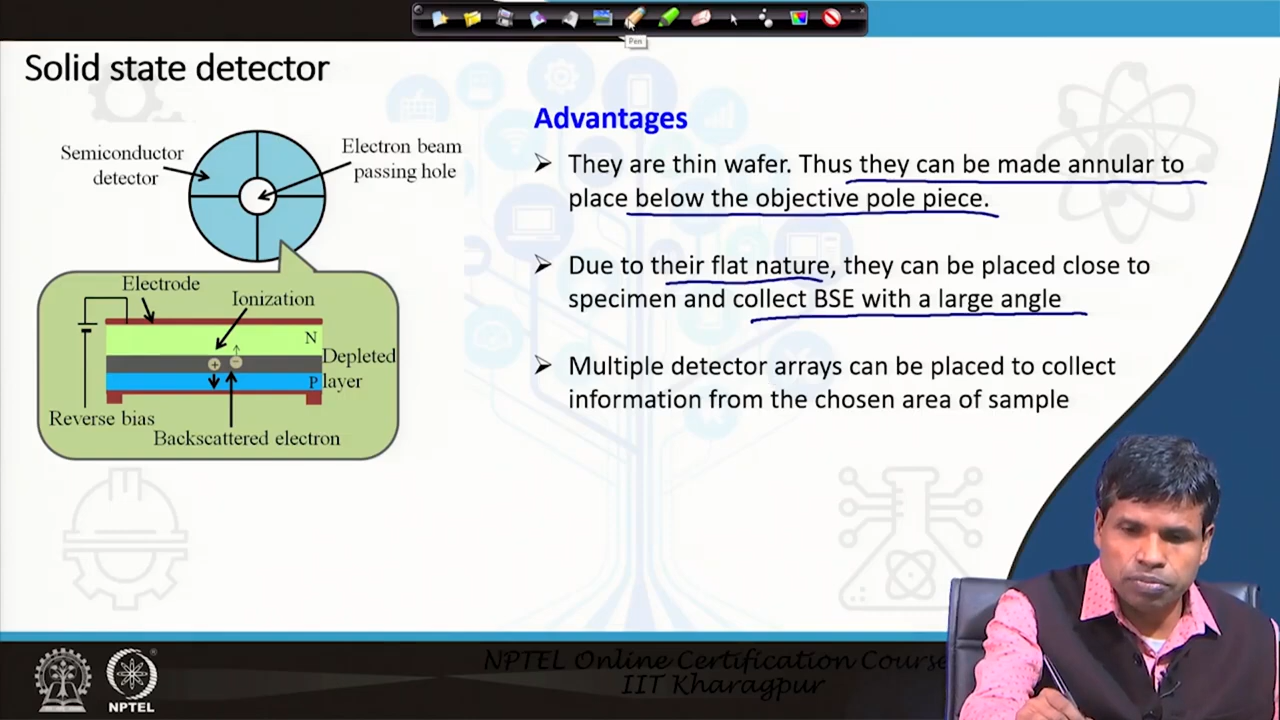 Pen
Solid state detector
Semiconductor
detector
Electron beam
passing hole
Electrode
Ionization
N
Depleted
layer
P
Reverse bias
Backscattered electron
Advantages
They are thin wafer. Thus they can be made annular to
place below the objective pole piece.
Due to their flat nature, they can be placed close to
specimen and collect BSE with a large angle
Multiple detector arrays can be placed to collect
information from the chosen area of sample
NPTEL
NPTEL Online Certification Course
IIT Kharagpur